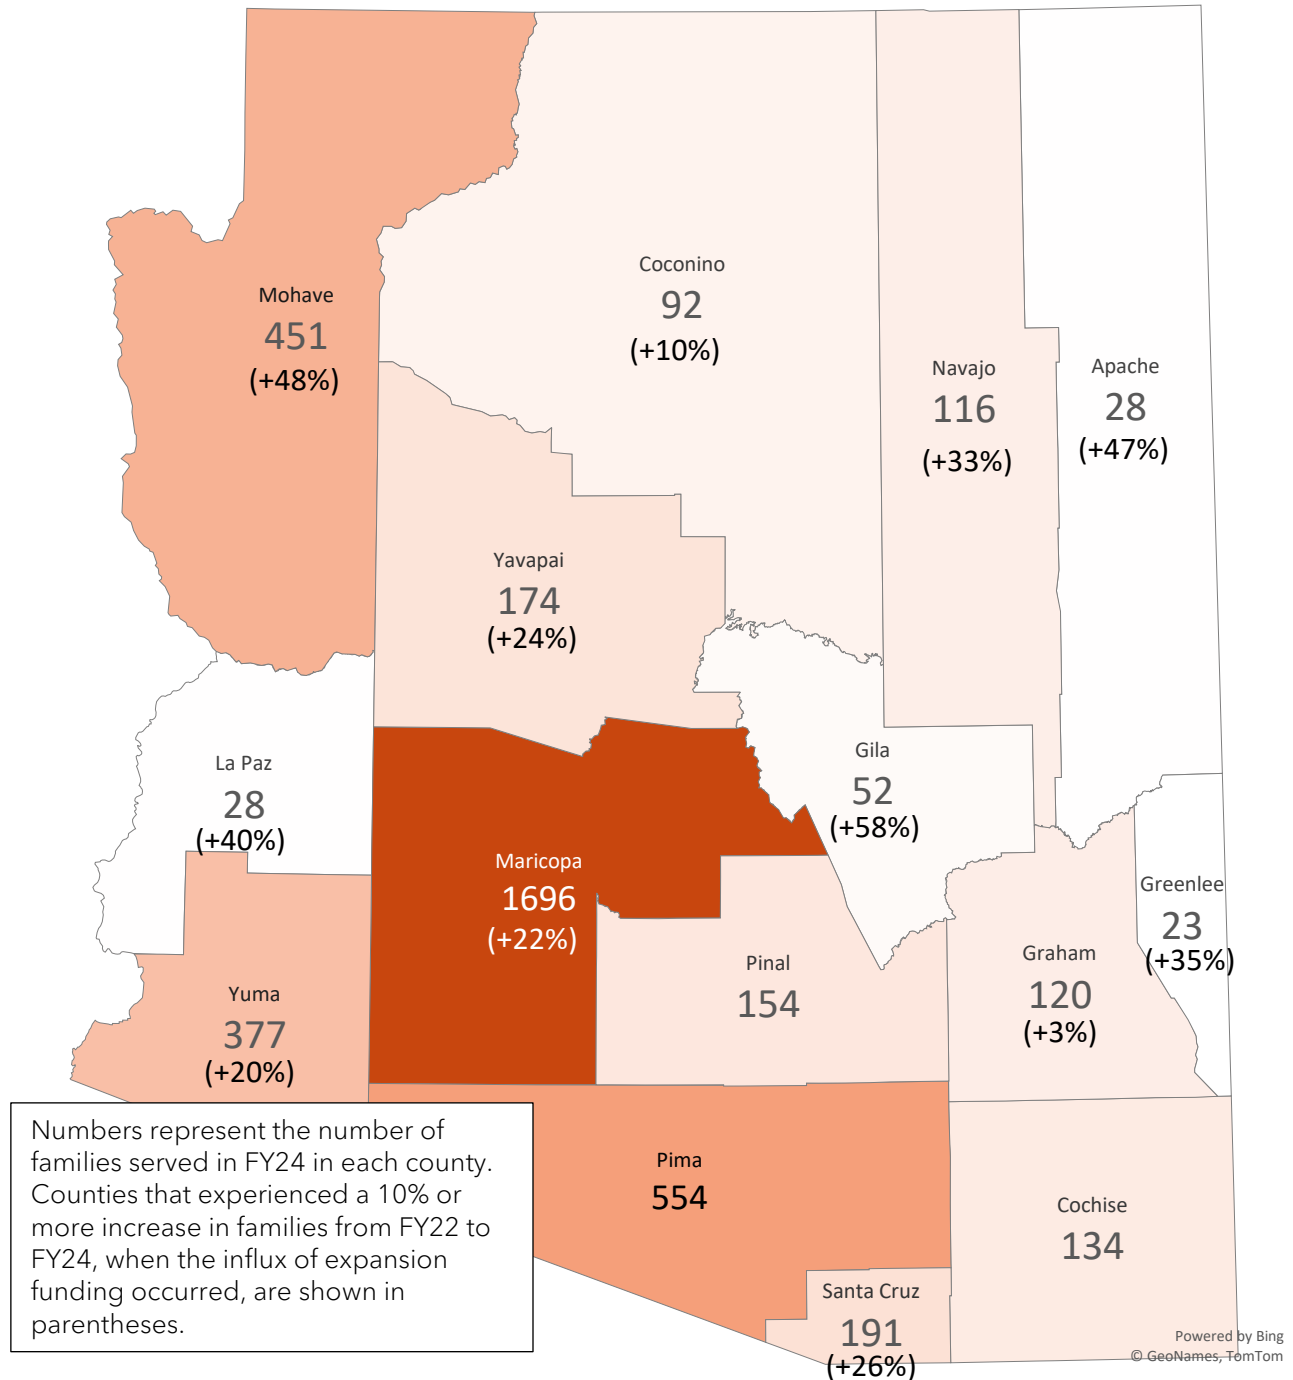 Mohave
451
(+48%)
Coconino
92
(+10%)
Navajo
116
(+33%)
Apache
28
(+47%)
Yavapai
174
(+24%)
La Paz
28
(+40%)
Gila
52
(+58%)
Maricopa
1696
(+22%)
Greenlee
23
(+35%)
Pinal
154
Graham
120
(+3%)
Yuma
377
(+20%)
Numbers represent the number of
families served in FY24 in each county.
Counties that experienced a 10% or
more increase in families from FY22 to
FY24, when the influx of expansion
funding occurred, are shown in
parentheses.
Pima
554
Cochise
134
Santa Cruz
191
(+26%)
Powered by Bing
© GeoNames, TomTom